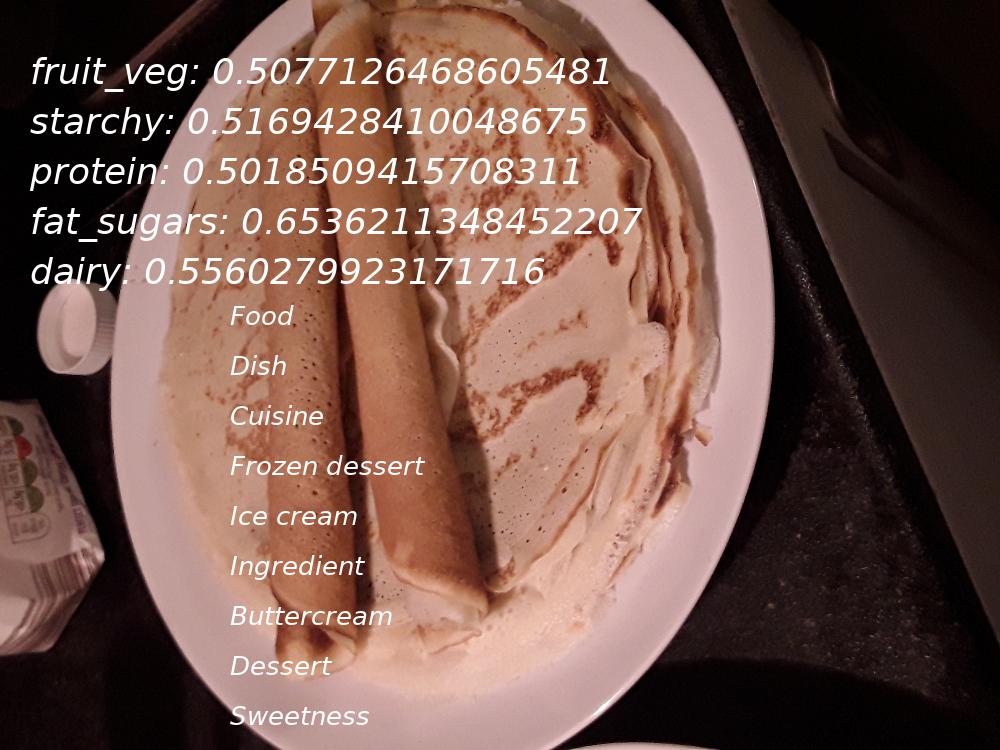 fruit_veg: 0.5077126468605481
starchy: 0.5169428410048675
protein: 0.5018509415708311
fat_sugars: 0.6536211348452207
dairy: 0.5560279923171716
Food
Dish
Cuisine
Frozen dessert
Ice cream
Ingredient
Buttercream
Dessert
Sweetness